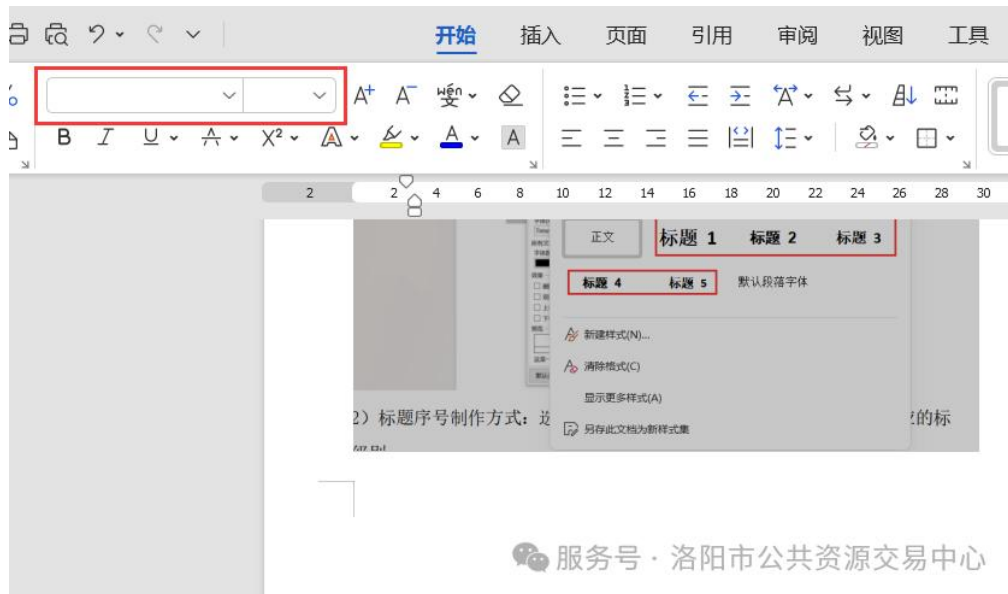 开始 插入 页面 引用 审阅 视图 工具
A+ A- wén 变
B I U A X² A A A
2 2 4 6 8 10 12 14 16 18 20 22 24 26 28 30
正文 标题 1 标题 2 标题 3
标题 4 标题 5 默认段落字体
新建样式(N)...
清除格式(C)
显示更多样式(A)
2）标题序号制作方式：选 的标
另存此文档为新样式集
服务号 · 洛阳市公共资源交易中心